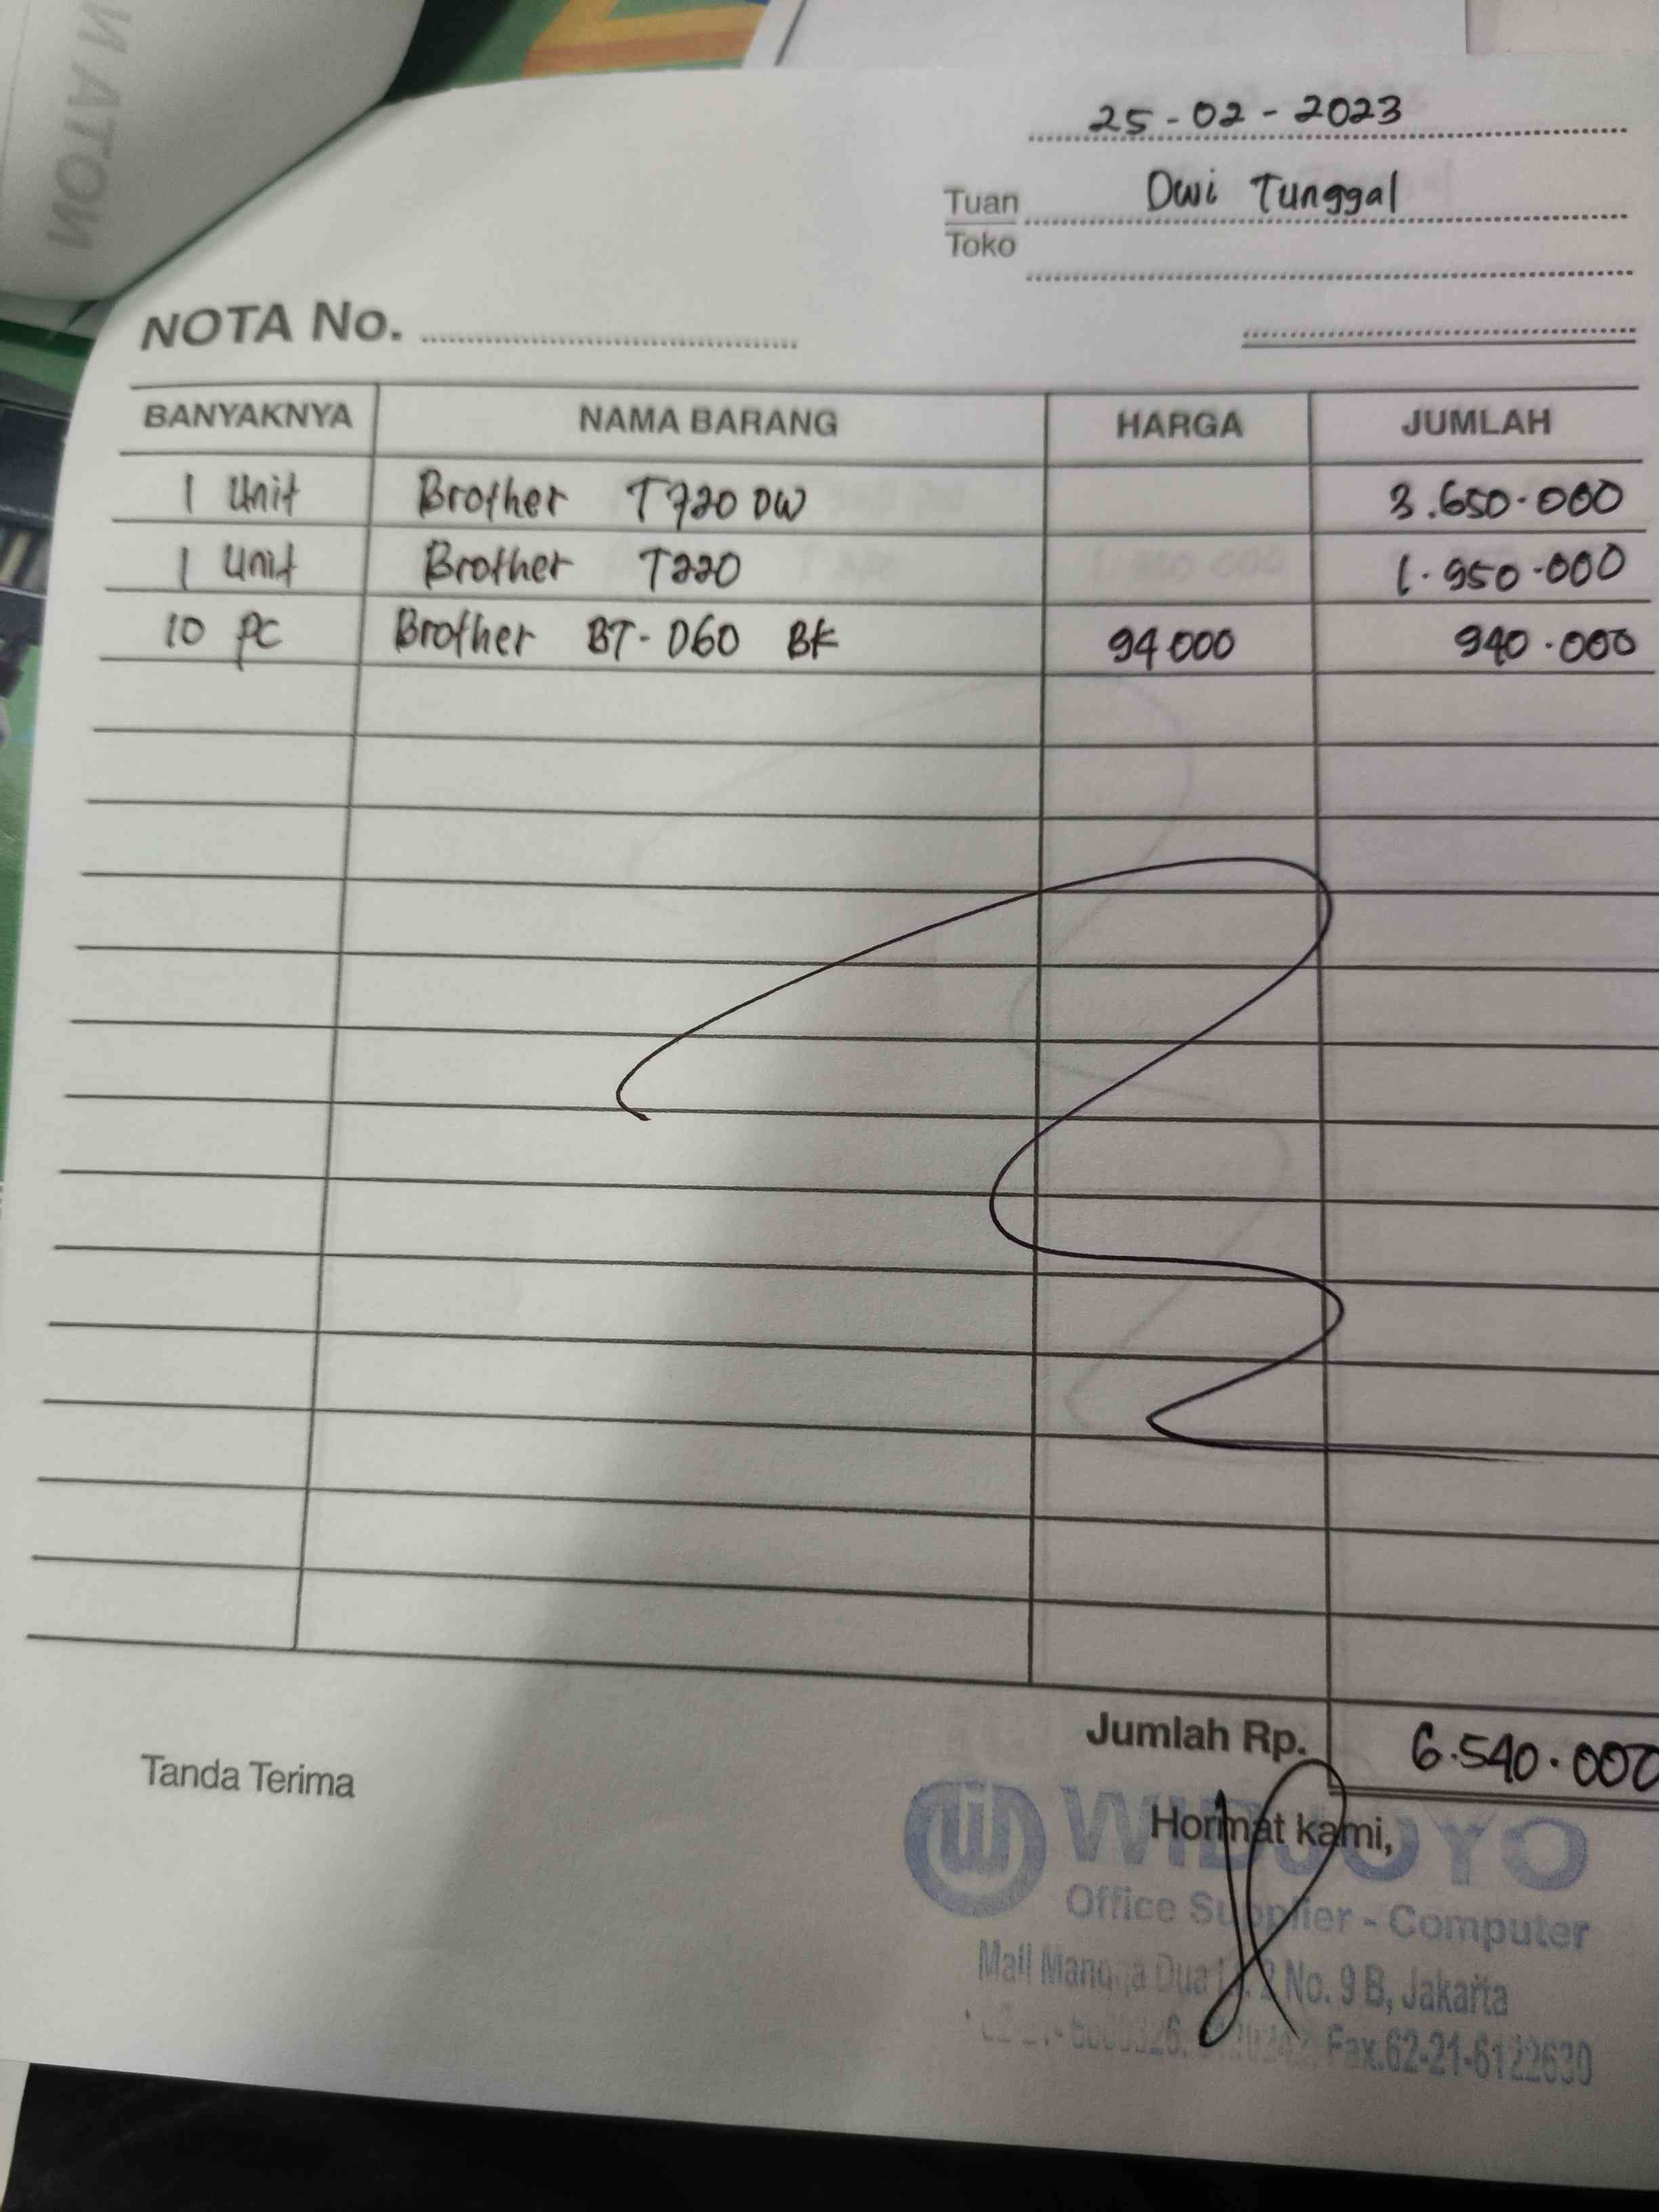 25-02-2023
Tuan Dwi Tunggal
Toko
NOTA No.
BANYAKNYA NAMA BARANG HARGA JUMLAH
1 Unit Brother T720 DW 3.650.000
1 Unit Brother T220 1.950.000
10 pc Brother BT-D60 BK 94000 940.000
Jumlah Rp. 6.540.000
Tanda Terima
Hormat kami,
WIDJOYO
Office Supplier - Computer
Mall Mangga Dua No. 9 B, Jakarta
Fax.62-21-6122630